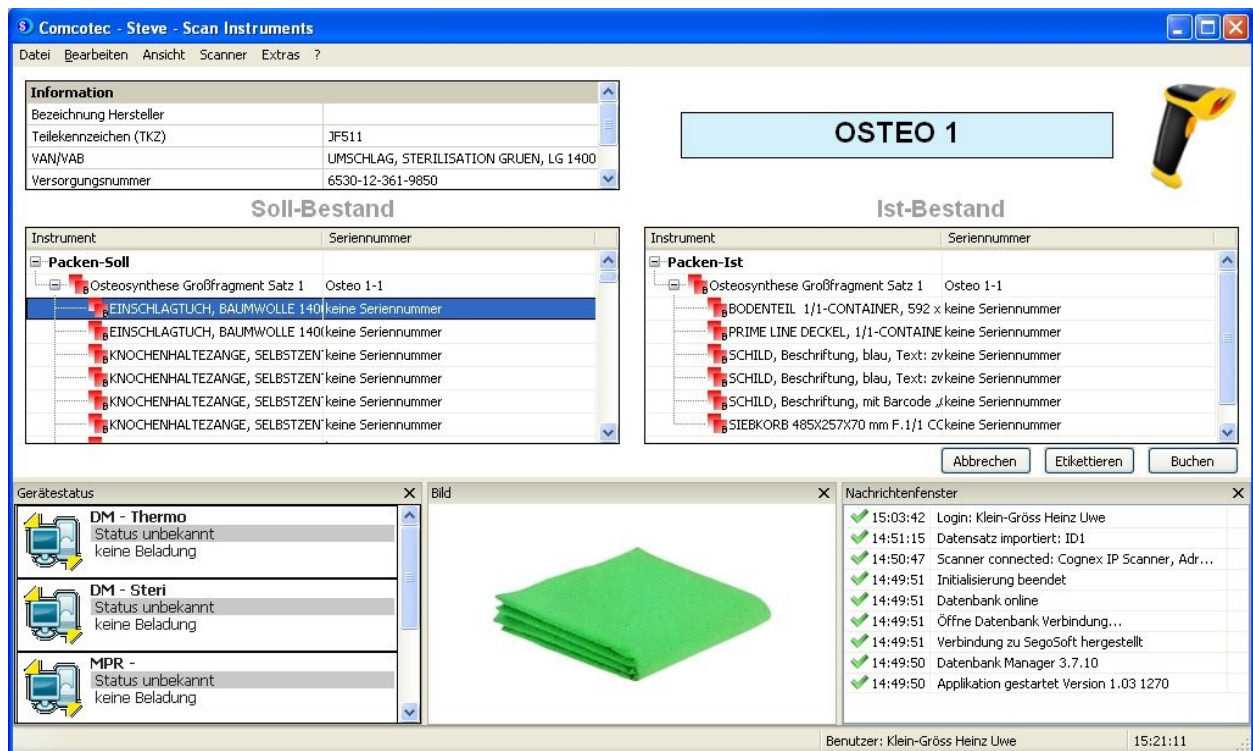 Comcotec - Steve - Scan Instruments
Datei Bearbeiten Ansicht Scanner Extras ?
Information
Bezeichnung Hersteller
Teilekennzeichen (TKZ) JF511
VAN/VAB UMSCHLAG, STERILISATION GRUEN, LG 1400
Versorgungsnummer 6530-12-361-9850
OSTEO 1
Soll-Bestand
Instrument Seriennummer
Packen-Soll
Osteosynthese Großfragment Satz 1 Osteo 1-1
EINSCHLAGTUCH, BAUMWOLLE 140( keine Seriennummer
EINSCHLAGTUCH, BAUMWOLLE 140( keine Seriennummer
KNOCHENHALTEZANGE, SELBSTZEN keine Seriennummer
KNOCHENHALTEZANGE, SELBSTZEN keine Seriennummer
KNOCHENHALTEZANGE, SELBSTZEN keine Seriennummer
KNOCHENHALTEZANGE, SELBSTZEN keine Seriennummer
Ist-Bestand
Instrument Seriennummer
Packen-Ist
Osteosynthese Großfragment Satz 1 Osteo 1-1
BODENTEIL 1/1-CONTAINER, 592 x keine Seriennummer
PRIME LINE DECKEL, 1/1-CONTAINE keine Seriennummer
SCHILD, Beschriftung, blau, Text: zv keine Seriennummer
SCHILD, Beschriftung, blau, Text: zv keine Seriennummer
SCHILD, Beschriftung, mit Barcode „ keine Seriennummer
SIEBKORB 485X257X70 mm F.1/1 CC keine Seriennummer
Abbrechen Etikettieren Buchen
Gerätestatus
DM - Thermo
Status unbekannt
keine Beladung
DM - Steri
Status unbekannt
keine Beladung
MPR -
Status unbekannt
keine Beladung
Bild
Nachrichtenfenster
15:03:42 Login: Klein-Gröss Heinz Uwe
14:51:15 Datensatz importiert: ID1
14:50:47 Scanner connected: Cognex IP Scanner, Adr...
14:49:51 Initialisierung beendet
14:49:51 Datenbank online
14:49:51 Öffne Datenbank Verbindung...
14:49:51 Verbindung zu SegoSoft hergestellt
14:49:50 Datenbank Manager 3.7.10
14:49:50 Applikation gestartet Version 1.03 1270
Benutzer: Klein-Gröss Heinz Uwe 15:21:11